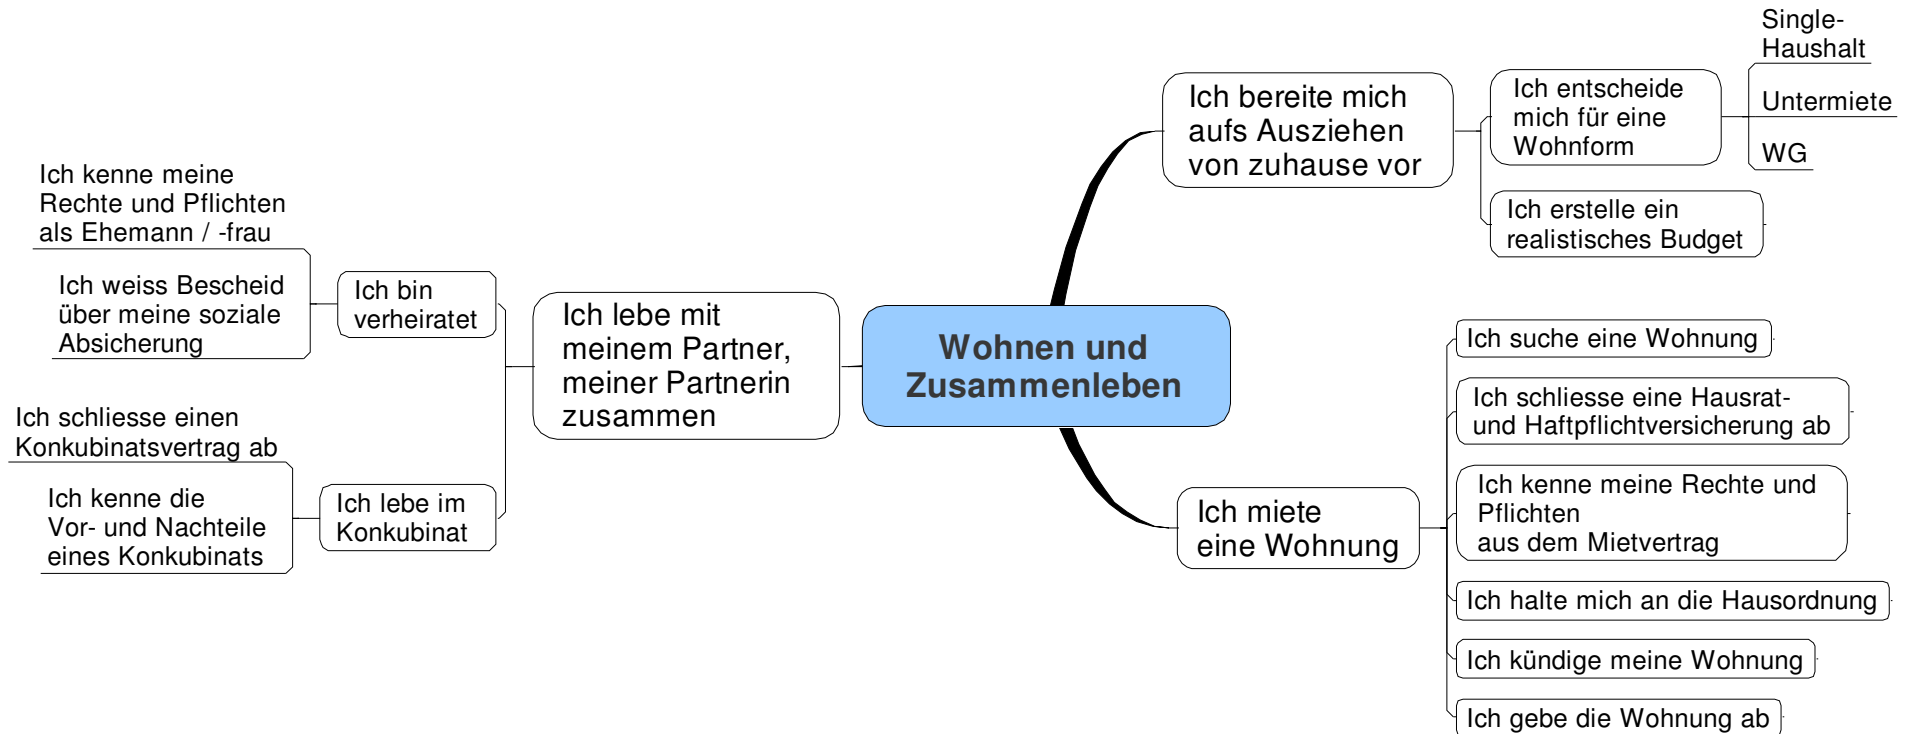 Wohnen und
Zusammenleben
Ich bereite mich
aufs Ausziehen
von zuhause vor
Ich entscheide
mich für eine
Wohnform
Single-
Haushalt
Untermiete
WG
Ich erstelle ein
realistisches Budget
Ich miete
eine Wohnung
Ich suche eine Wohnung
Ich schliesse eine Hausrat-
und Haftpflichtversicherung ab
Ich kenne meine Rechte und
Pflichten
aus dem Mietvertrag
Ich halte mich an die Hausordnung
Ich kündige meine Wohnung
Ich gebe die Wohnung ab
Ich lebe mit
meinem Partner,
meiner Partnerin
zusammen
Ich bin
verheiratet
Ich kenne meine
Rechte und Pflichten
als Ehemann / -frau
Ich weiss Bescheid
über meine soziale
Absicherung
Ich lebe im
Konkubinat
Ich schliesse einen
Konkubinatsvertrag ab
Ich kenne die
Vor- und Nachteile
eines Konkubinats